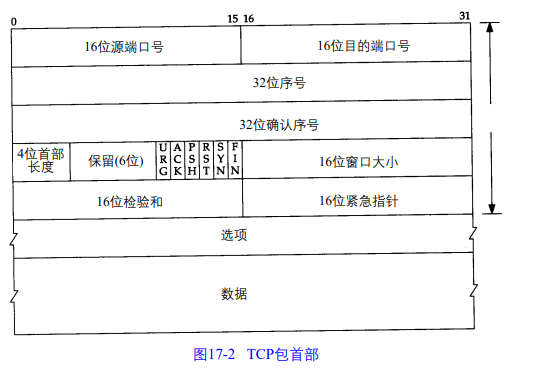 0 15 16 31
16位源端口号 16位目的端口号
32位序号
32位确认序号
4位首部
长度
保留(6位)
URG ACK PSH RST SYN FIN
16位窗口大小
16位检验和 16位紧急指针
选项
数据
图17-2 TCP包首部